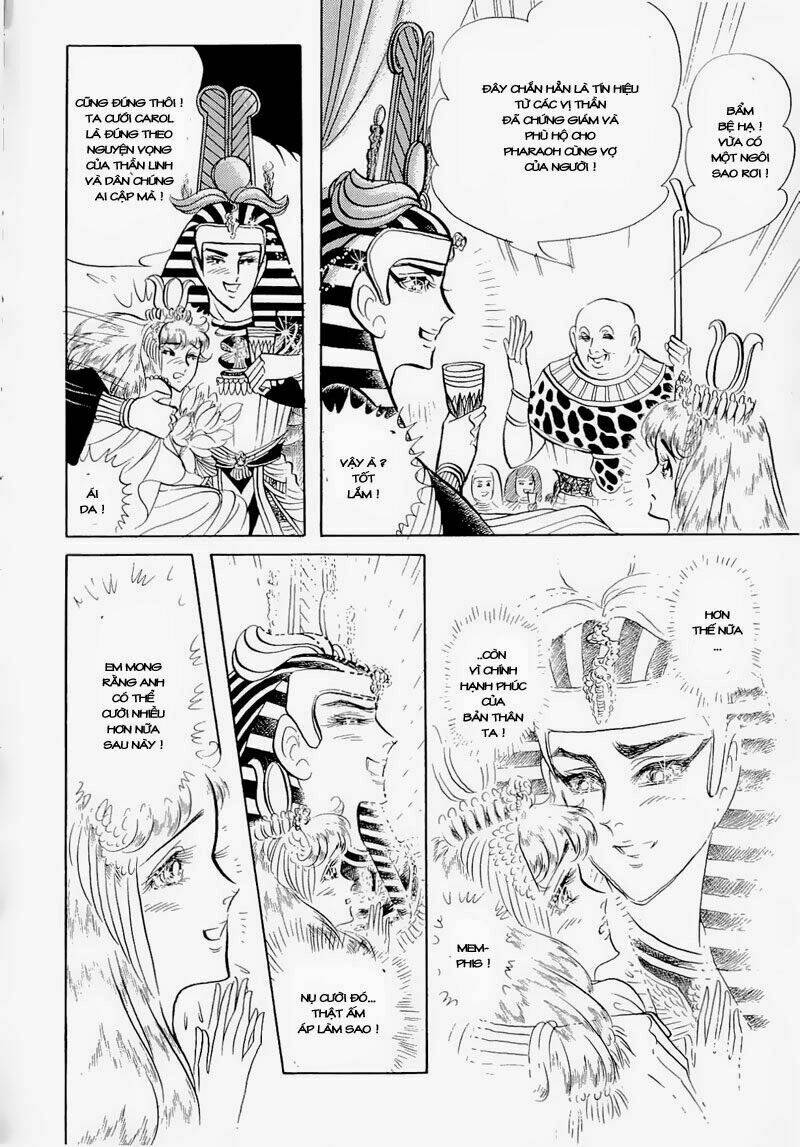 BẨM
BỆ HẠ !
VỪA CÓ
MỘT NGÔI
SAO RƠI !
ĐÂY CHẮN HẲN LÀ TÍN HIỆU
TỪ CÁC VỊ THẦN
ĐÃ CHỨNG GIÁM VÀ
PHÙ HỘ CHO
PHARAOH CÙNG VỢ
CỦA NGƯỜI !
VẬY À ?
TỐT
LẮM !
CŨNG ĐÚNG THÔI !
TA CƯỚI CAROL
LÀ ĐÚNG THEO
NGUYỆN VỌNG
CỦA THẦN LINH
VÀ DÂN CHÚNG
AI CẬP MÀ !
ÁI
DA !
HƠN
THẾ NỮA
...
..CÒN
VÌ CHÍNH
HẠNH PHÚC
CỦA
BẢN THÂN
TA !
MEM-
PHIS !
NỤ CƯỜI ĐÓ...
THẬT ẤM
ÁP LÀM SAO !
EM MONG
RẰNG ANH
CÓ THỂ
CƯỜI NHIỀU
HƠN NỮA
SAU NÀY !